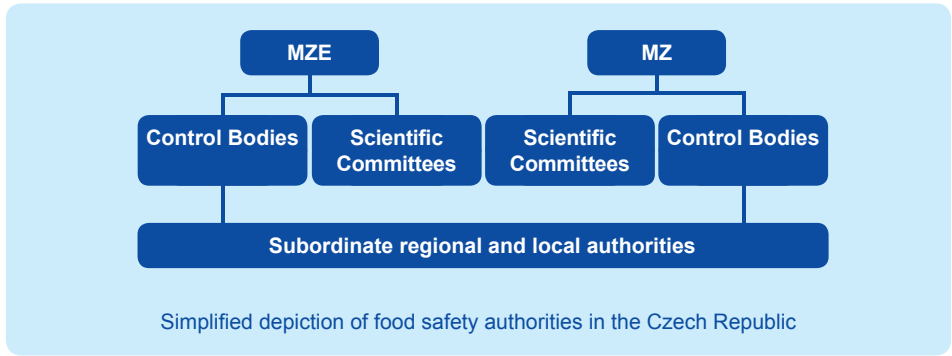 MZE
MZ
Control Bodies
Scientific
Committees
Scientific
Committees
Control Bodies
Subordinate regional and local authorities
Simplified depiction of food safety authorities in the Czech Republic